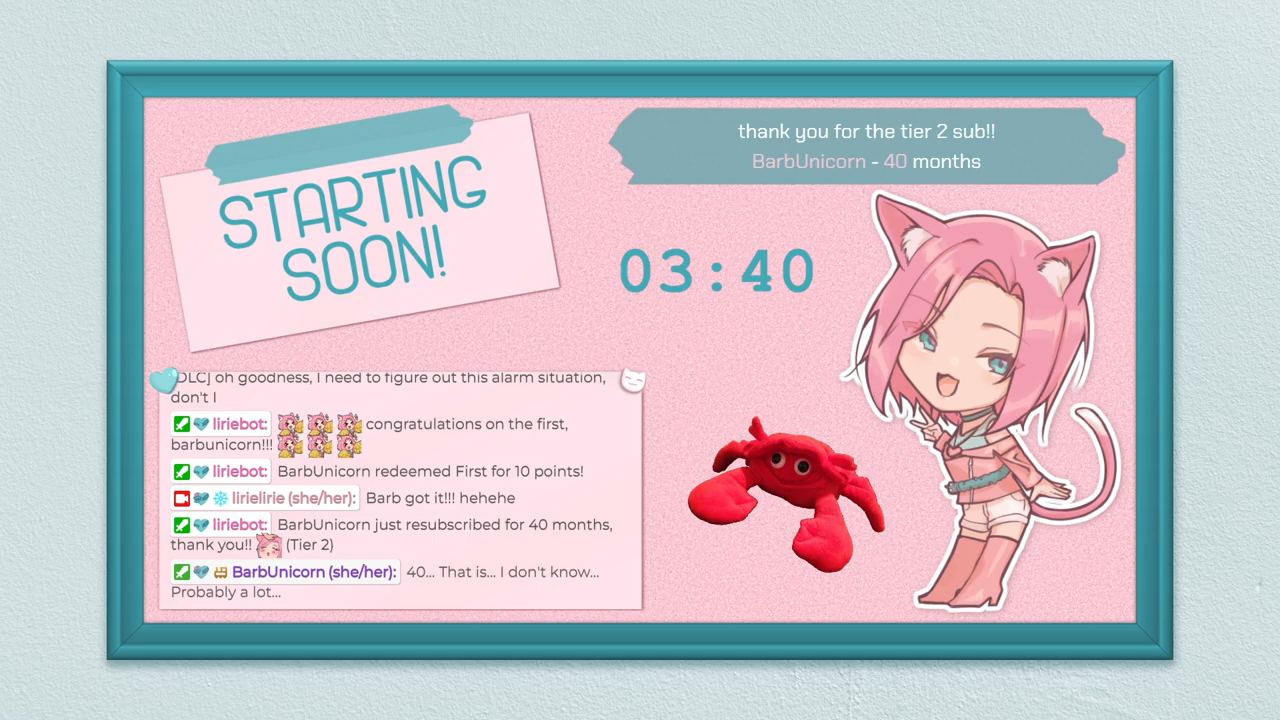 STARTING
SOON!
thank you for the tier 2 sub!!
BarbUnicorn - 40 months
03:40
DLC] oh goodness, I need to figure out this alarm situation,
don't I
liriebot: congratulations on the first,
barbunicorn!!!
liriebot: BarbUnicorn redeemed First for 10 points!
lirielirie (she/her): Barb got it!!! hehehe
liriebot: BarbUnicorn just resubscribed for 40 months,
thank you!! (Tier 2)
BarbUnicorn (she/her): 40... That is... I don't know...
Probably a lot...